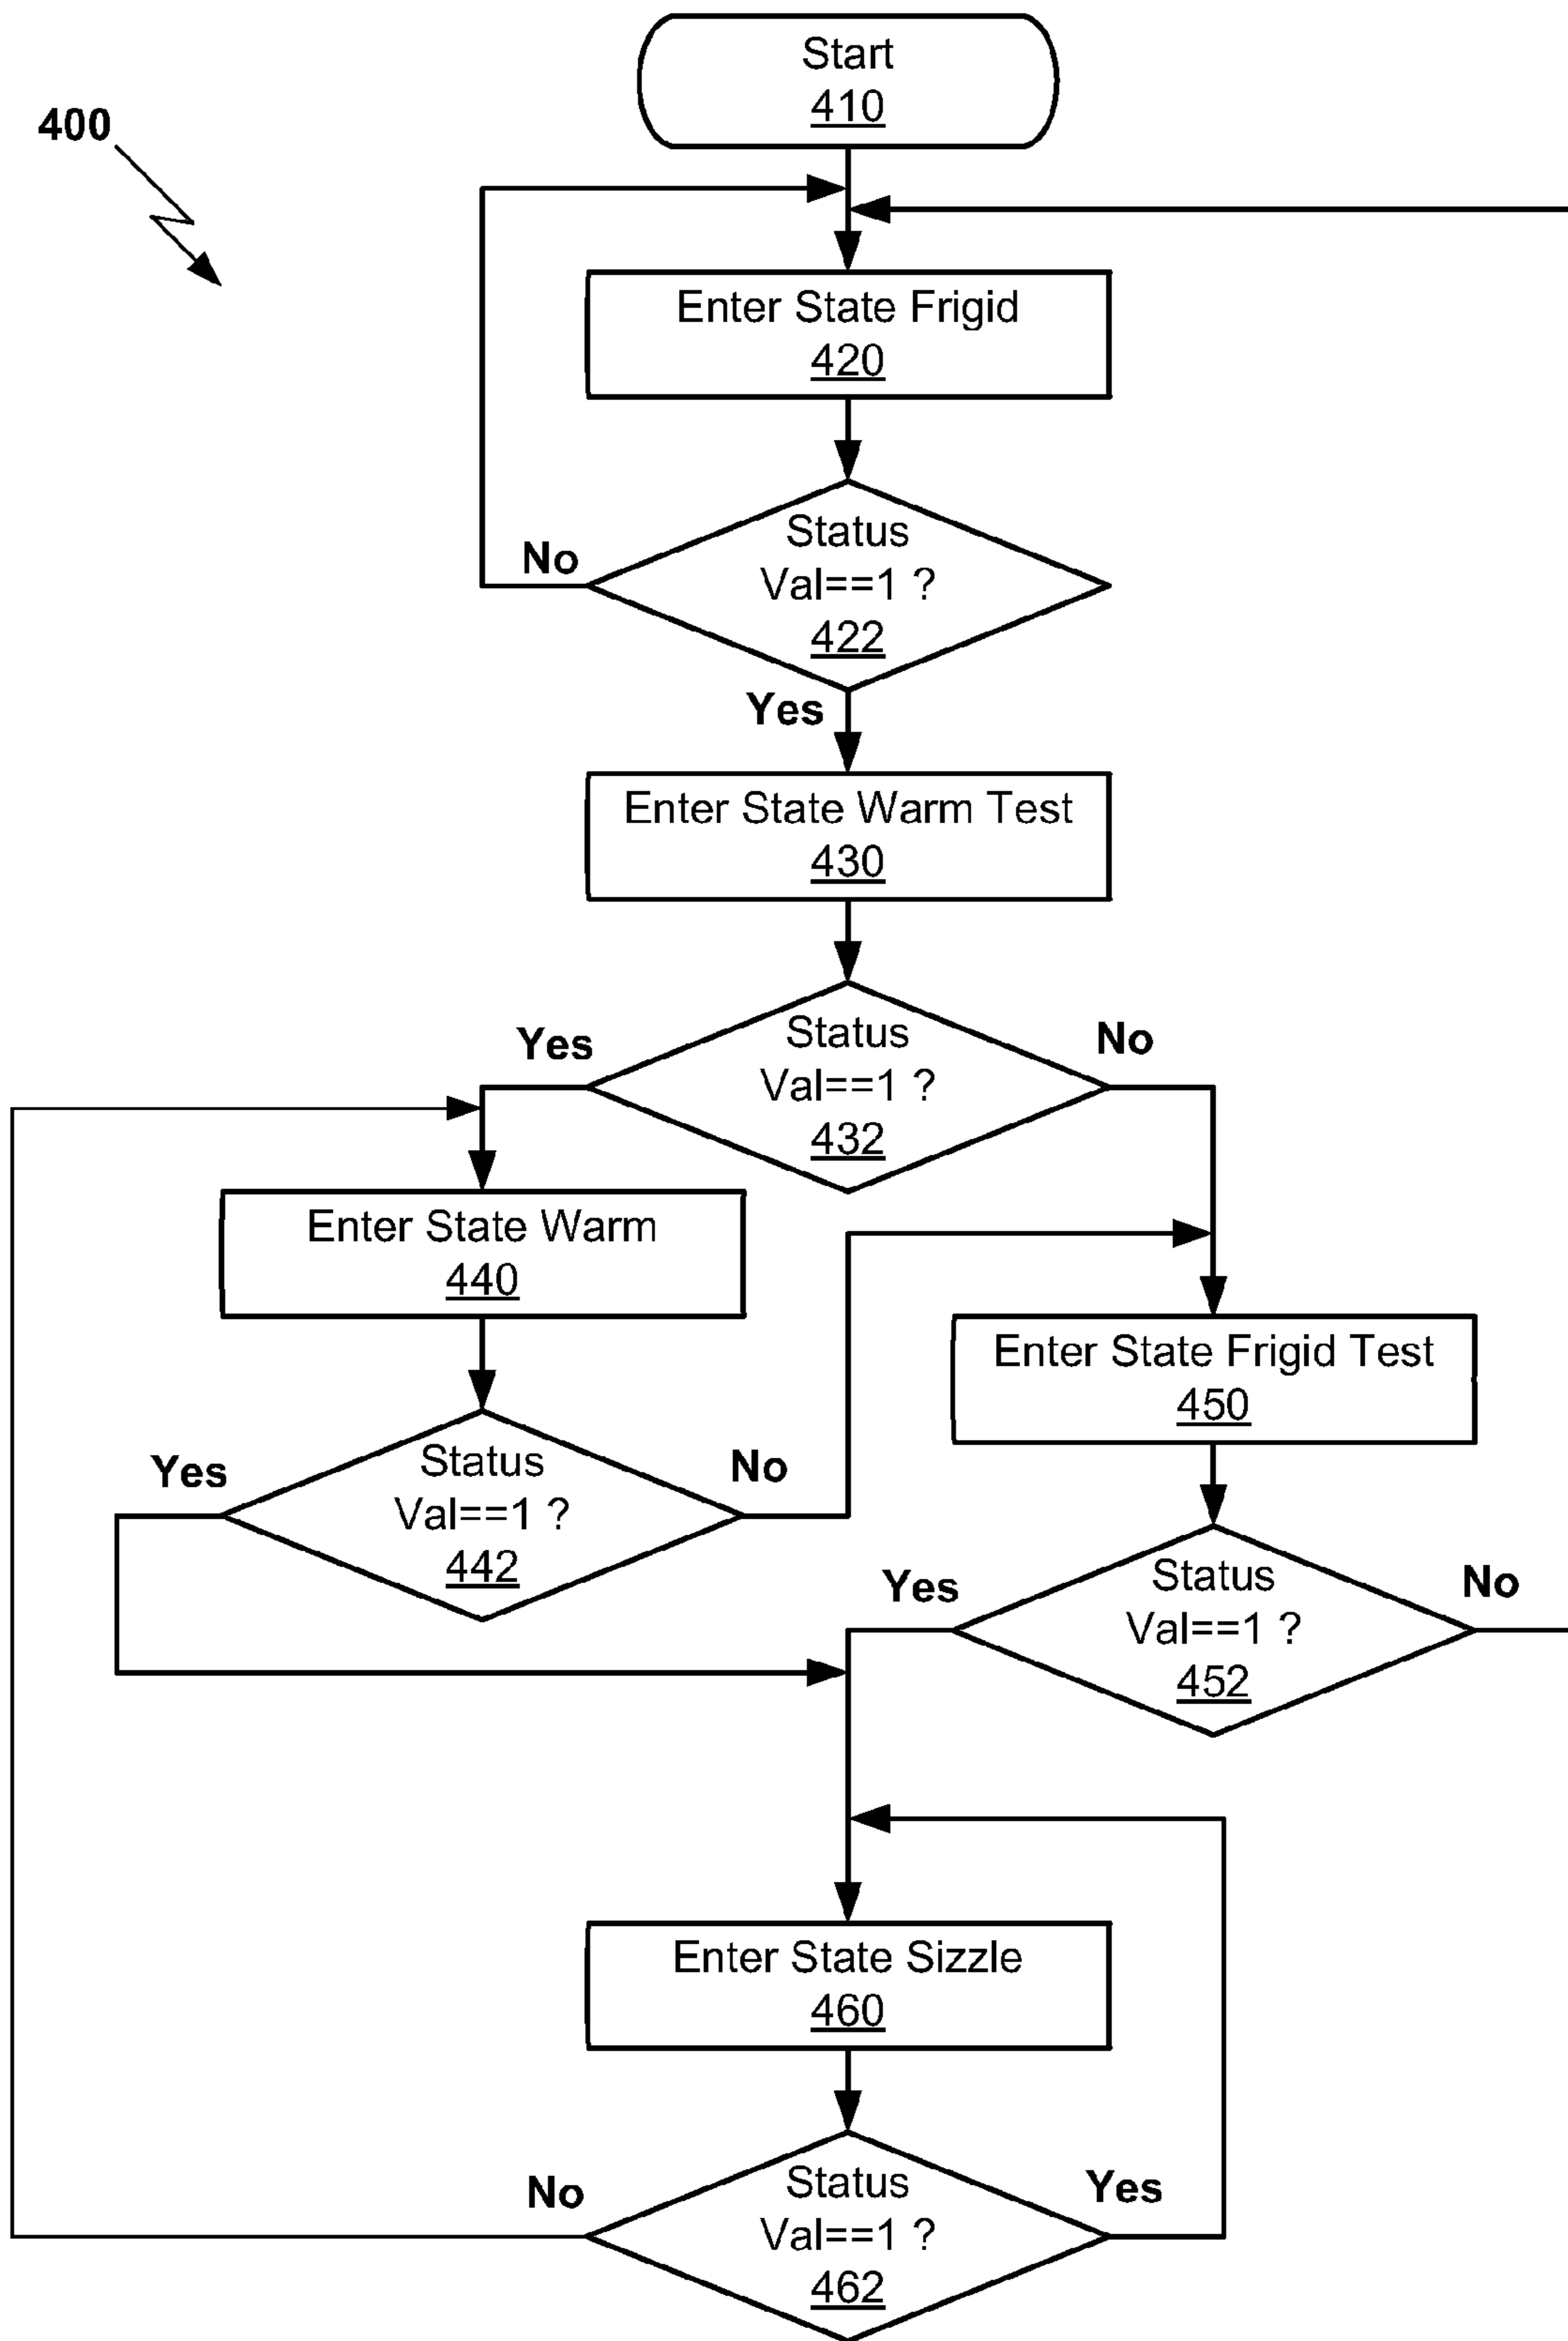 400
Start
410
Enter State Frigid
420
Status
Val==1 ?
422
No
Yes
Enter State Warm Test
430
Status
Val==1 ?
432
Yes
No
Enter State Warm
440
Enter State Frigid Test
450
Status
Val==1 ?
442
Yes
No
Status
Val==1 ?
452
Yes
No
Enter State Sizzle
460
Status
Val==1 ?
462
No
Yes